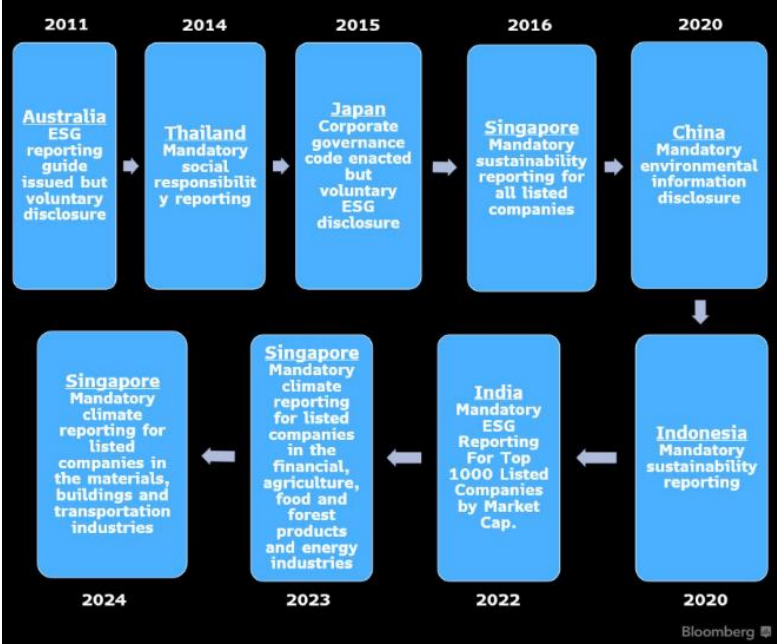 2011
2014
2015
2016
2020
Australia
ESG
reporting
guide
issued but
voluntary
disclosure
Thailand
Mandatory
social
responsibilit
y reporting
Japan
Corporate
governance
code enacted
but
voluntary
ESG
disclosure
Singapore
Mandatory
sustainability
reporting for
all listed
companies
China
Mandatory
environmental
information
disclosure
Indonesia
Mandatory
sustainability
reporting
2020
India
Mandatory
ESG
Reporting
For Top
1000 Listed
Companies
by Market
Cap.
2022
Singapore
Mandatory
climate
reporting
for listed
companies
in the
financial,
agriculture,
food and
forest
products
and energy
industries
2023
Singapore
Mandatory
climate
reporting for
listed
companies in
the materials,
buildings and
transportation
industries
2024
Bloomberg